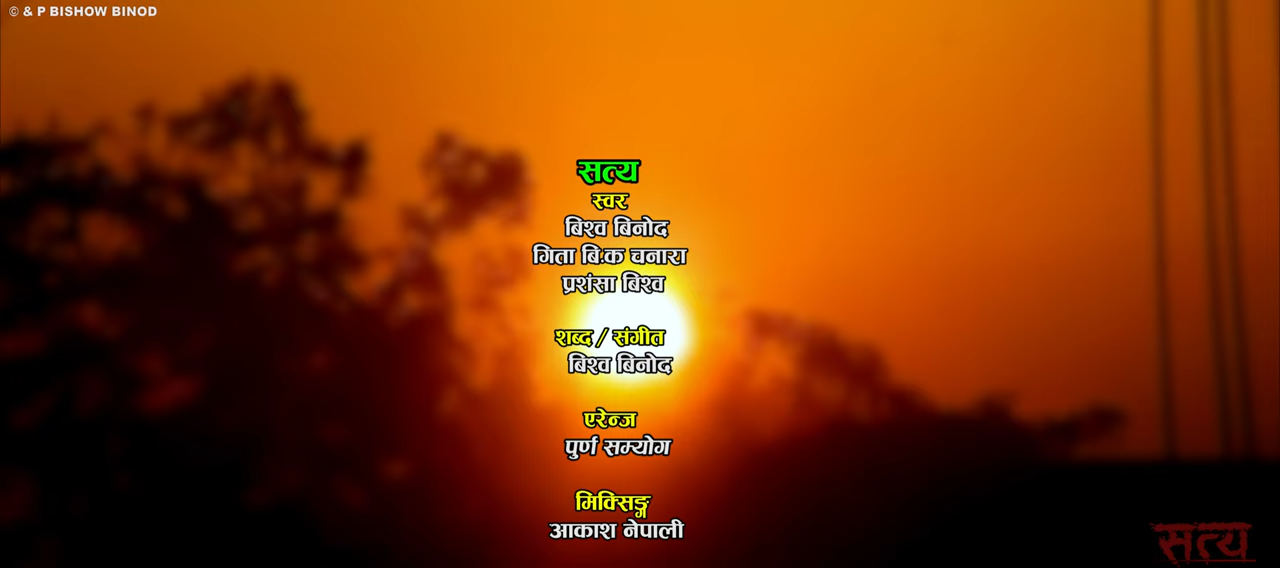 © & P BISHOW BINOD
सत्य
स्वर
बिश्व बिनोद
गिता बि:क चनारा
प्रशंसा बिश्व
शब्द / संगीत
बिश्व बिनोद
एरेन्ज
पुर्ण सम्योग
मिक्सिङ्ग
आकाश नेपाली
सत्य